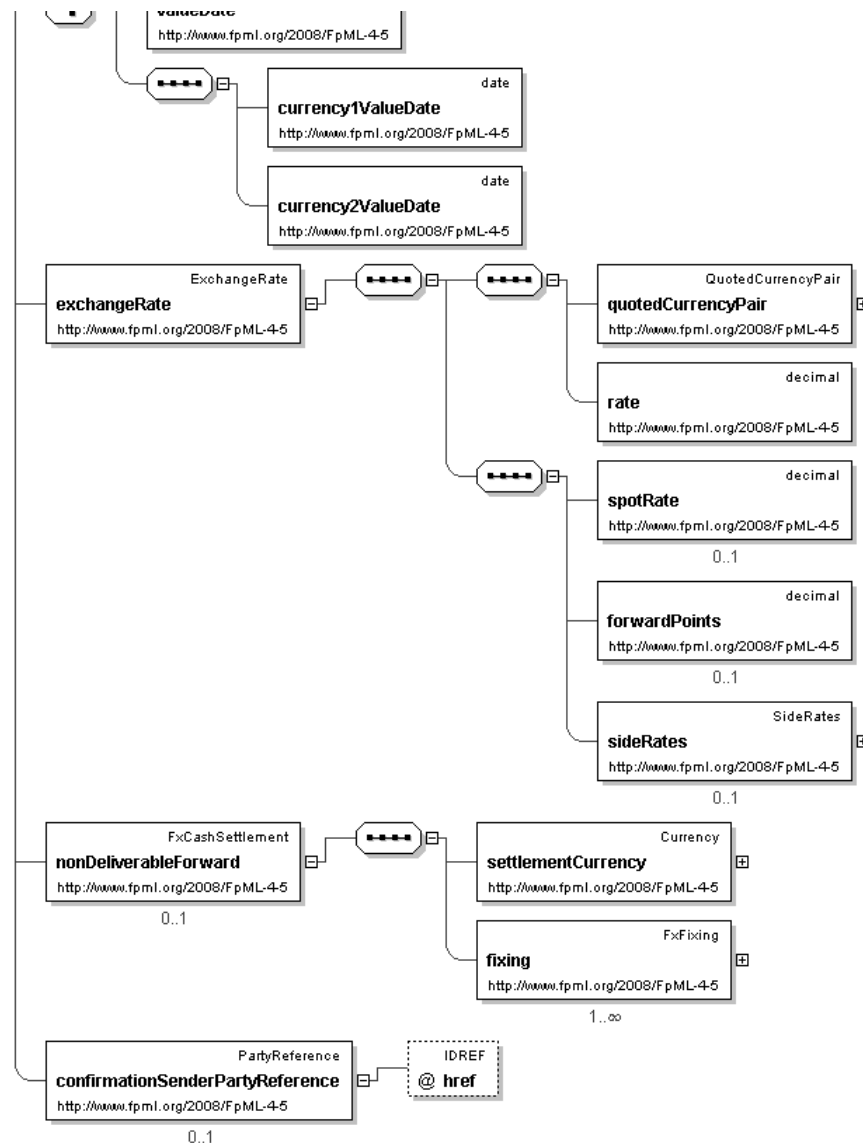 valueDate
http://www.fpml.org/2008/FpML-4-5
date
currency1ValueDate
http://www.fpml.org/2008/FpML-4-5
date
currency2ValueDate
http://www.fpml.org/2008/FpML-4-5
ExchangeRate
exchangeRate
http://www.fpml.org/2008/FpML-4-5
QuotedCurrencyPair
quotedCurrencyPair
http://www.fpml.org/2008/FpML-4-5
decimal
rate
http://www.fpml.org/2008/FpML-4-5
decimal
spotRate
http://www.fpml.org/2008/FpML-4-5
0..1
decimal
forwardPoints
http://www.fpml.org/2008/FpML-4-5
0..1
SideRates
sideRates
http://www.fpml.org/2008/FpML-4-5
0..1
FxCashSettlement
nonDeliverableForward
http://www.fpml.org/2008/FpML-4-5
0..1
Currency
settlementCurrency
http://www.fpml.org/2008/FpML-4-5
FxFixing
fixing
http://www.fpml.org/2008/FpML-4-5
1..∞
PartyReference
confirmationSenderPartyReference
http://www.fpml.org/2008/FpML-4-5
0..1
IDREF
@ href